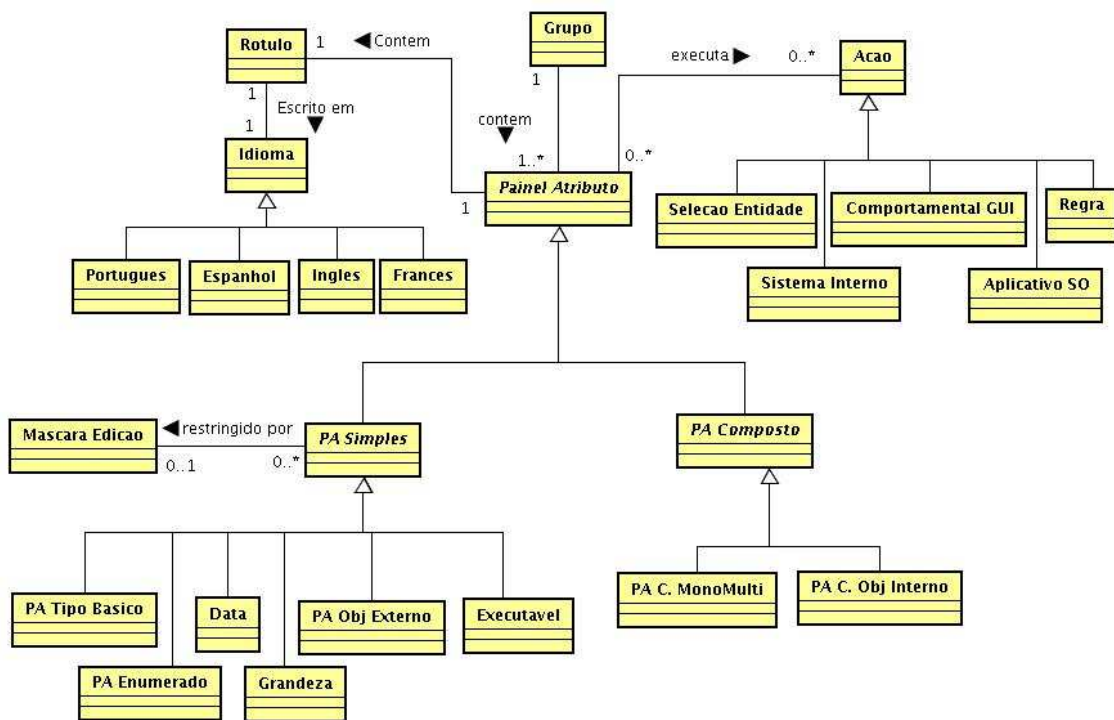 Grupo
Rotulo
1
Contem
executa
0..*
Acao
1
1
Escrito em
1
contem
Idioma
1..*
0..*
Painel Atributo
1
Selecao Entidade
Comportamental GUI
Regra
Portugues
Espanhol
Ingles
Frances
Sistema Interno
Aplicativo SO
Mascara Edicao
restringido por
PA Simples
PA Composto
0..1
0..*
PA Tipo Basico
Data
PA Obj Externo
Executavel
PA C. MonoMulti
PA C. Obj Interno
PA Enumerado
Grandeza